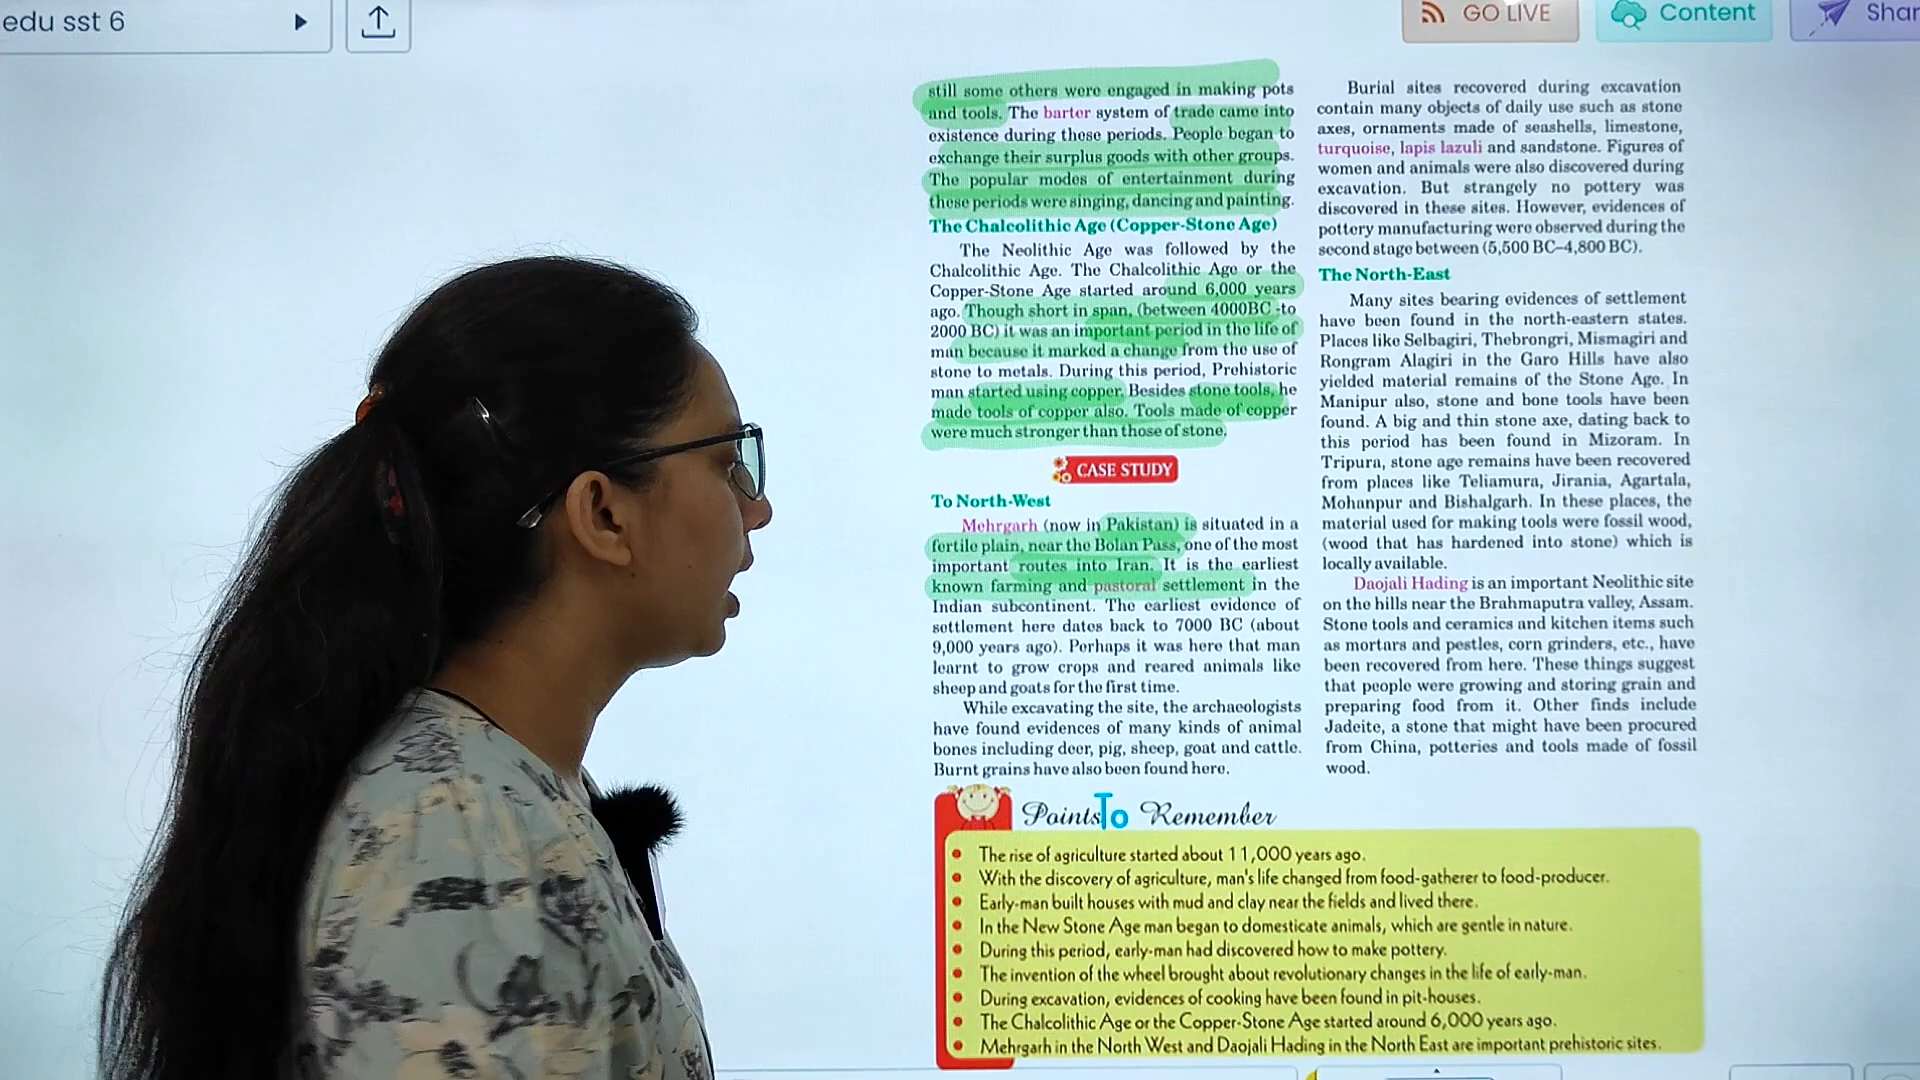 edu sst 6
GO LIVE
Content
Shar
still some others were engaged in making pots
and tools. The barter system of trade came into
existence during these periods. People began to
exchange their surplus goods with other groups.
The popular modes of entertainment during
these periods were singing, dancing and painting.
The Chalcolithic Age (Copper-Stone Age)
The Neolithic Age was followed by the
Chalcolithic Age. The Chalcolithic Age or the
Copper-Stone Age started around 6,000 years
ago. Though short in span, (between 4000BC -to
2000 BC) it was an important period in the life of
man because it marked a change from the use of
stone to metals. During this period, Prehistoric
man started using copper. Besides stone tools, he
made tools of copper also. Tools made of copper
were much stronger than those of stone.
CASE STUDY
To North-West
Mehrgarh (now in Pakistan) is situated in a
fertile plain, near the Bolan Pass, one of the most
important routes into Iran. It is the earliest
known farming and pastoral settlement in the
Indian subcontinent. The earliest evidence of
settlement here dates back to 7000 BC (about
9,000 years ago). Perhaps it was here that man
learnt to grow crops and reared animals like
sheep and goats for the first time.
While excavating the site, the archaeologists
have found evidences of many kinds of animal
bones including deer, pig, sheep, goat and cattle.
Burnt grains have also been found here.
Burial sites recovered during excavation
contain many objects of daily use such as stone
axes, ornaments made of seashells, limestone,
turquoise, lapis lazuli and sandstone. Figures of
women and animals were also discovered during
excavation. But strangely no pottery was
discovered in these sites. However, evidences of
pottery manufacturing were observed during the
second stage between (5,500 BC–4,800 BC).
The North-East
Many sites bearing evidences of settlement
have been found in the north-eastern states.
Places like Selbagiri, Thebrongri, Mismagiri and
Rongram Alagiri in the Garo Hills have also
yielded material remains of the Stone Age. In
Manipur also, stone and bone tools have been
found. A big and thin stone axe, dating back to
this period has been found in Mizoram. In
Tripura, stone age remains have been recovered
from places like Teliamura, Jirania, Agartala,
Mohanpur and Bishalgarh. In these places, the
material used for making tools were fossil wood,
(wood that has hardened into stone) which is
locally available.
Daojali Hading is an important Neolithic site
on the hills near the Brahmaputra valley, Assam.
Stone tools and ceramics and kitchen items such
as mortars and pestles, corn grinders, etc., have
been recovered from here. These things suggest
that people were growing and storing grain and
preparing food from it. Other finds include
Jadeite, a stone that might have been procured
from China, potteries and tools made of fossil
wood.
Points To Remember
• The rise of agriculture started about 11,000 years ago.
• With the discovery of agriculture, man's life changed from food-gatherer to food-producer.
• Early-man built houses with mud and clay near the fields and lived there.
• In the New Stone Age man began to domesticate animals, which are gentle in nature.
• During this period, early-man had discovered how to make pottery.
• The invention of the wheel brought about revolutionary changes in the life of early-man.
• During excavation, evidences of cooking have been found in pit-houses.
• The Chalcolithic Age or the Copper-Stone Age started around 6,000 years ago.
• Mehrgarh in the North West and Daojali Hading in the North East are important prehistoric sites.